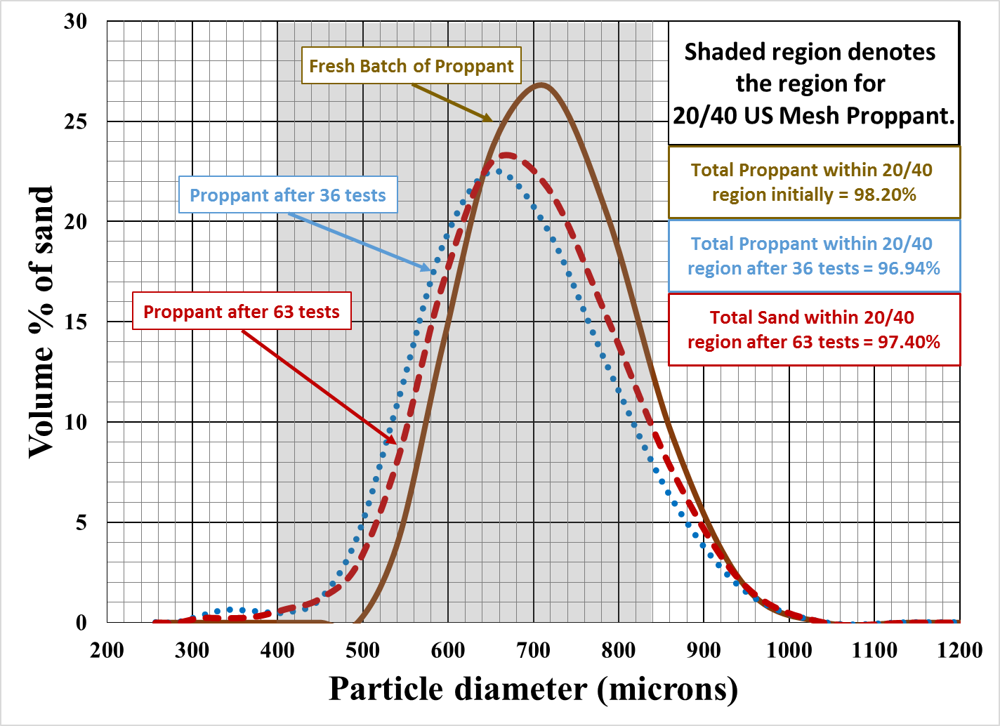 30
25
20
15
10
5
0
Volume % of sand
Fresh Batch of Proppant
Proppant after 36 tests
Proppant after 63 tests
Shaded region denotes
the region for
20/40 US Mesh Proppant.
Total Proppant within 20/40
region initially = 98.20%
Total Proppant within 20/40
region after 36 tests = 96.94%
Total Sand within 20/40
region after 63 tests = 97.40%
200 300 400 500 600 700 800 900 1000 1100 1200
Particle diameter (microns)